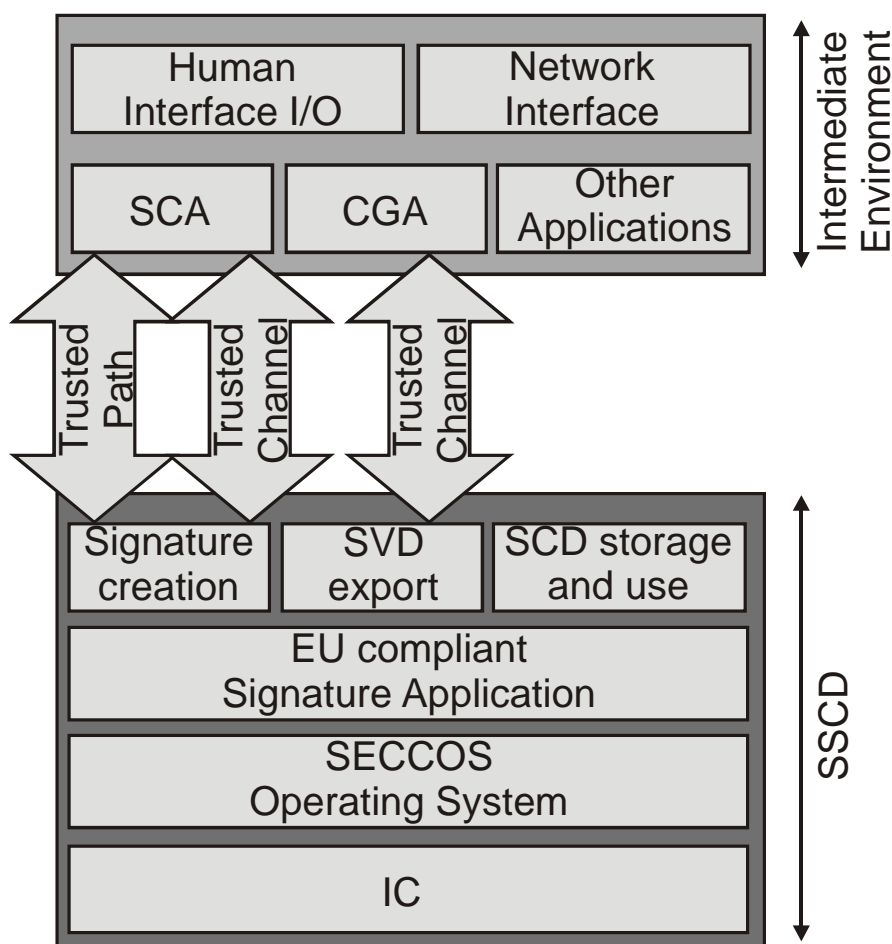 Human
Interface I/O
Network
Interface
Intermediate
Environment
SCA
CGA
Other
Applications
Trusted
Path
Trusted
Channel
Trusted
Channel
Signature
creation
SVD
export
SCD storage
and use
EU compliant
Signature Application
SECCOS
Operating System
IC
SSCD